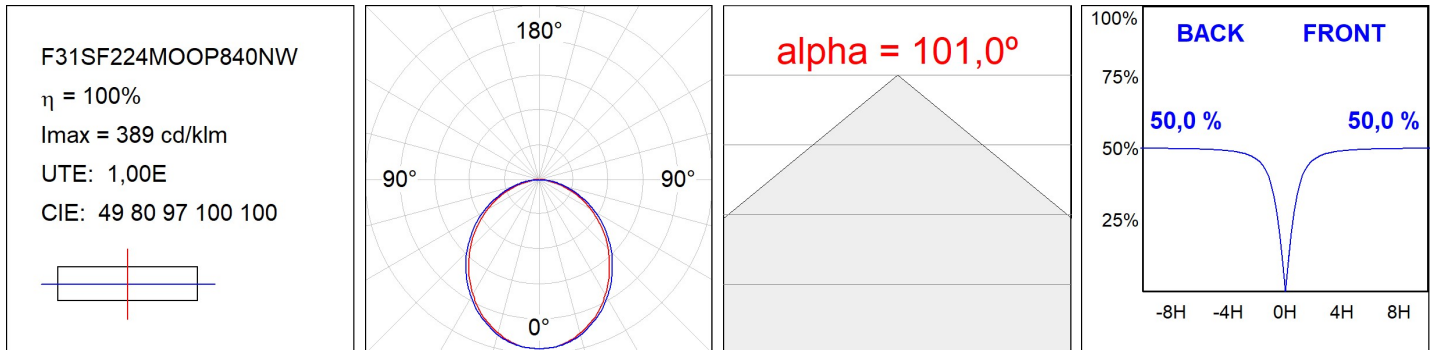 F31SF224MOOP840NW
η = 100%
Imax = 389 cd/klm
UTE: 1,00E
CIE: 49 80 97 100 100
180°
90° 90°
0°
alpha = 101,0º
100%
BACK FRONT
75%
50,0 % 50,0 %
50%
25%
-8H -4H 0H 4H 8H